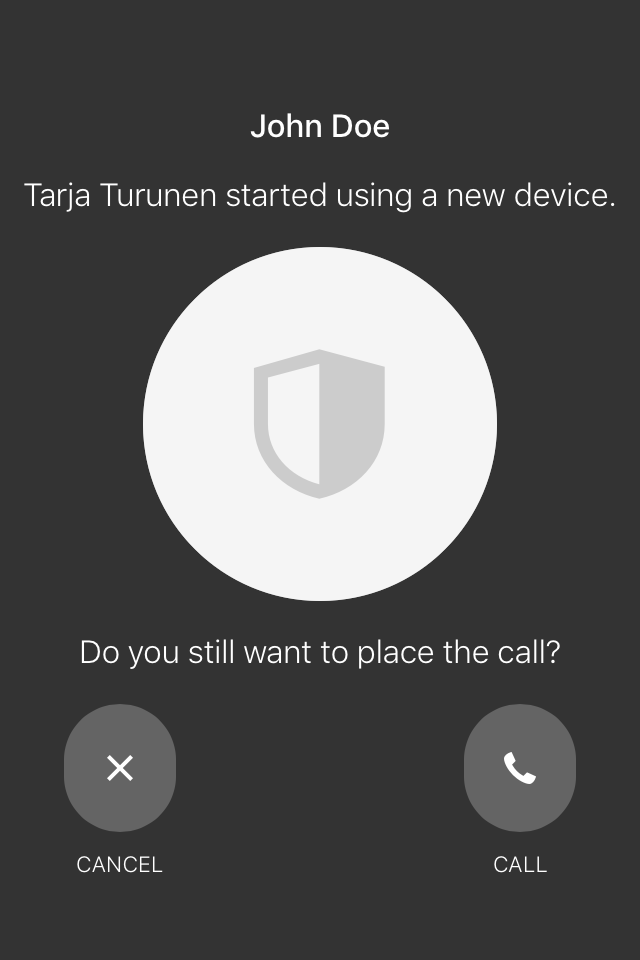 John Doe
Tarja Turunen started using a new device.
Do you still want to place the call?
CANCEL
CALL